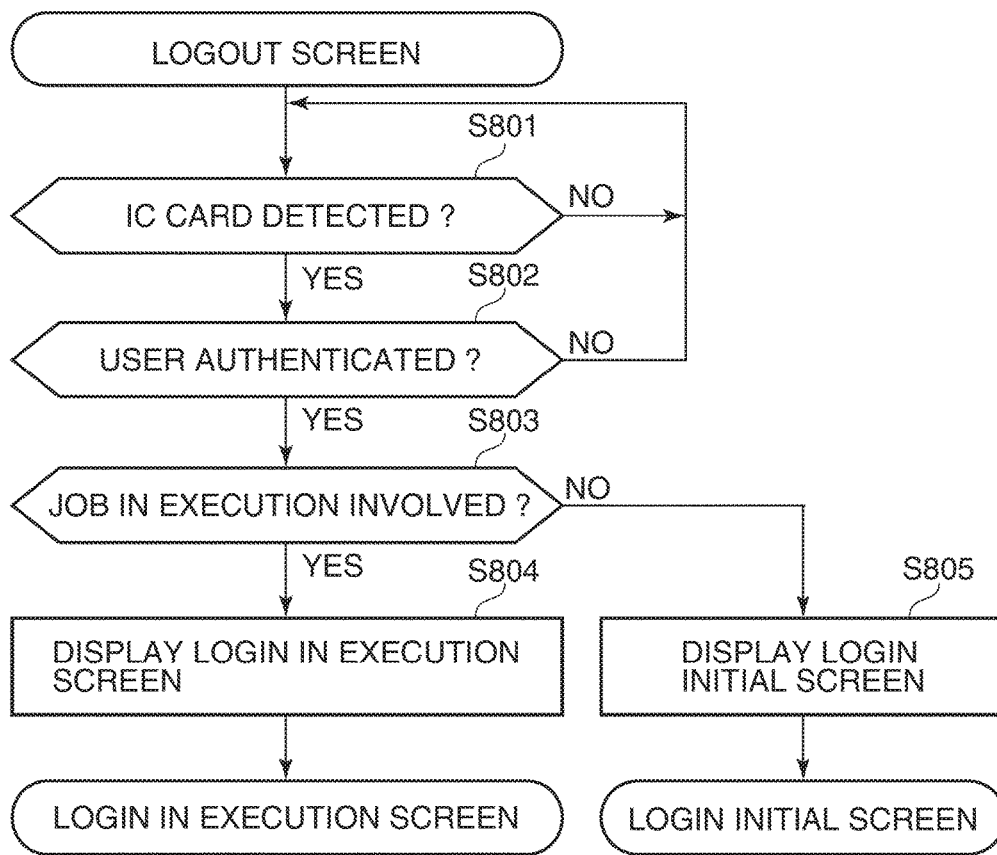 LOGOUT SCREEN
S801
IC CARD DETECTED ?
NO
YES
S802
USER AUTHENTICATED ?
NO
YES
S803
JOB IN EXECUTION INVOLVED ?
NO
YES
S804
S805
DISPLAY LOGIN IN EXECUTION
SCREEN
DISPLAY LOGIN
INITIAL SCREEN
LOGIN IN EXECUTION SCREEN
LOGIN INITIAL SCREEN